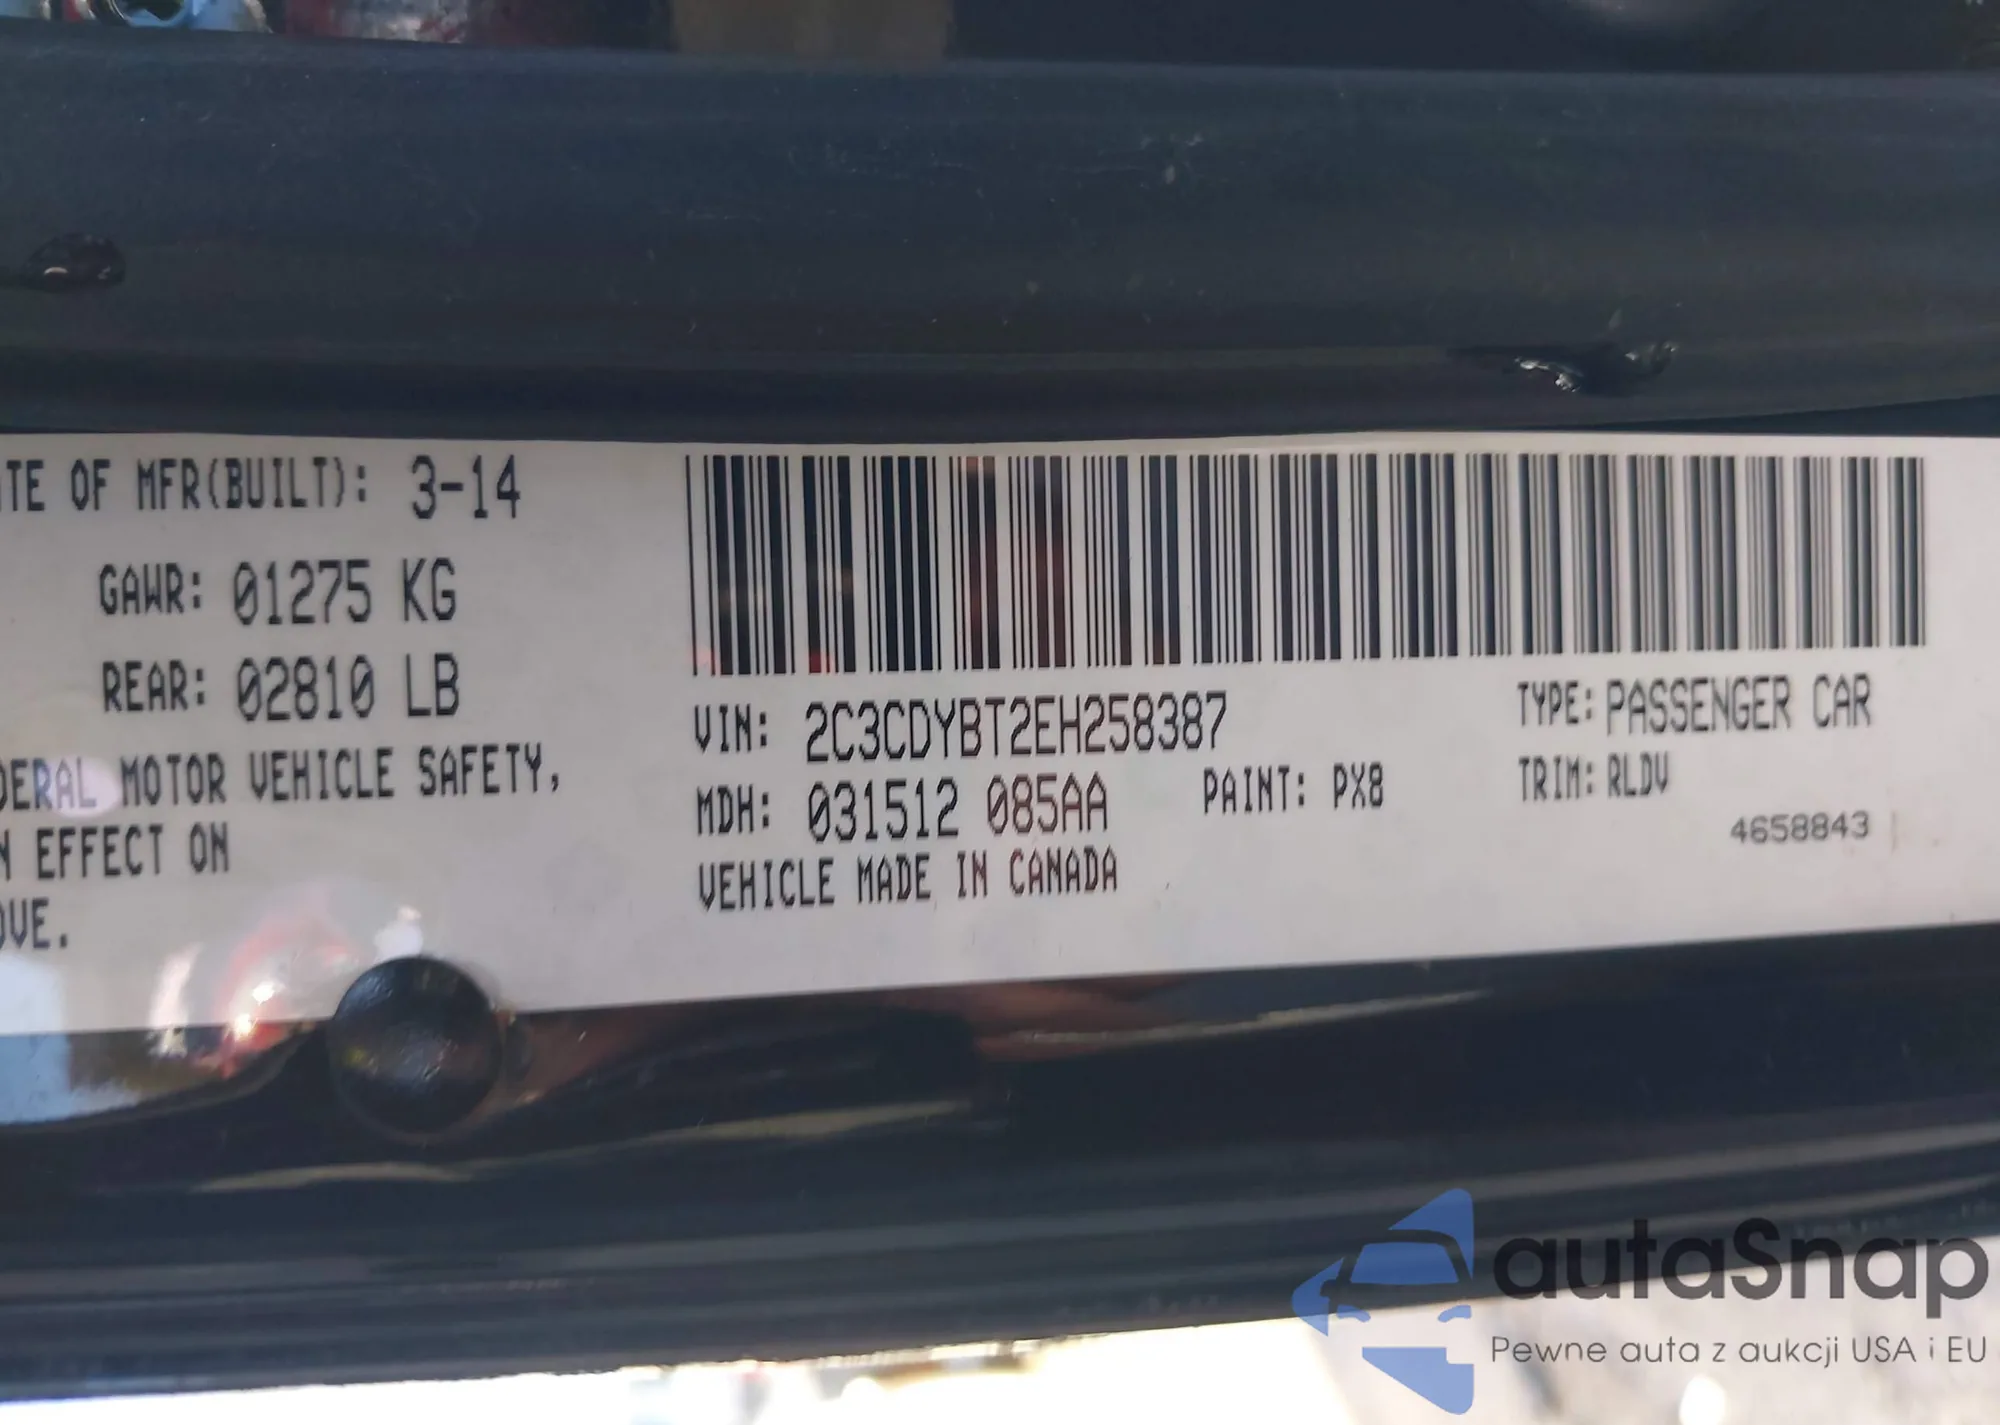 TE OF MFR(BUILT): 3-14
GAWR: 01275 KG
REAR: 02810 LB
DERAL MOTOR VEHICLE SAFETY,
N EFFECT ON
OVE.
VIN: 2C3CDYBT2EH258387
MDH: 031512 085AA
PAINT: PX8
VEHICLE MADE IN CANADA
TYPE: PASSENGER CAR
TRIM: RLDV
4658843
autaSnap
Pewne auta z aukcji USA i EU